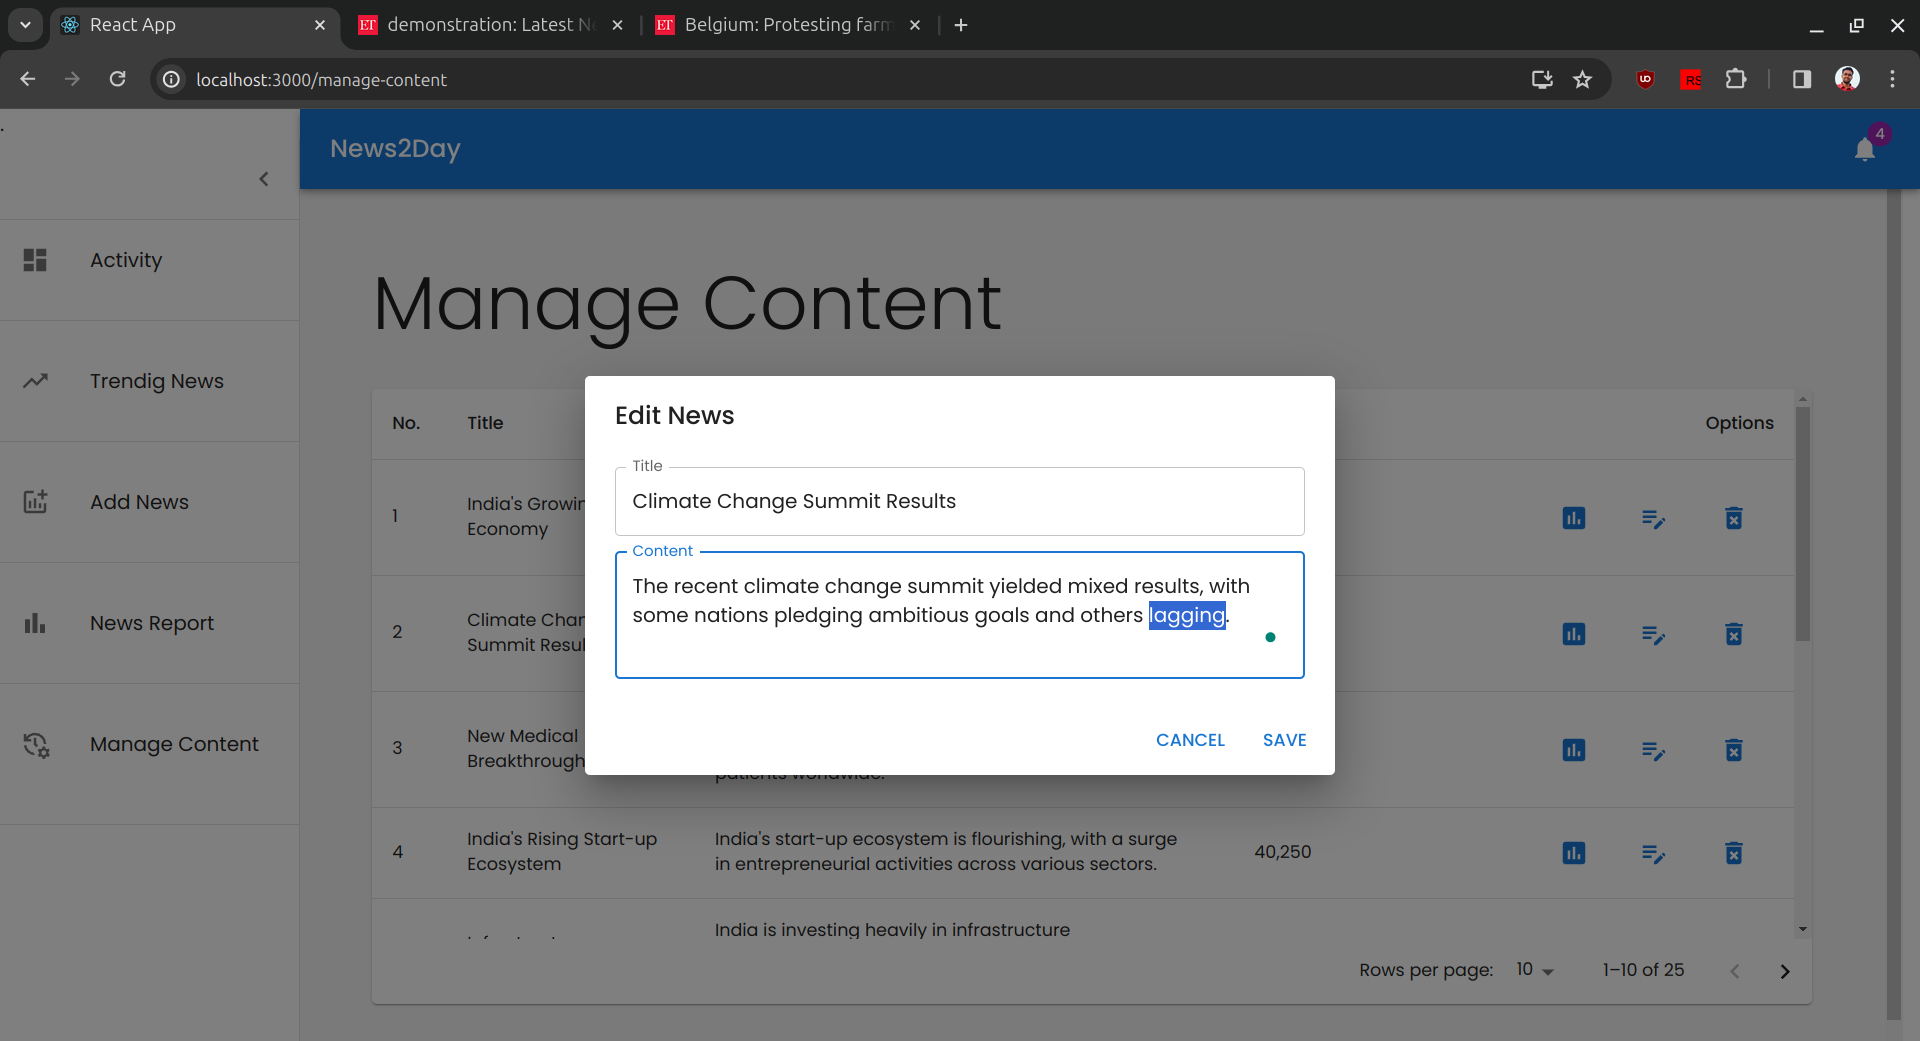 React App
demonstration: Latest Ne
Belgium: Protesting farm
localhost:3000/manage-content
News2Day
4
Activity
Trendig News
Add News
News Report
Manage Content
Manage Content
No.
Title
Options
1
India's Growin
Economy
2
Climate Chan
Summit Resul
3
New Medical
Breakthrough
patients worldwide.
4
India's Rising Start-up
Ecosystem
India's start-up ecosystem is flourishing, with a surge
in entrepreneurial activities across various sectors.
40,250
India is investing heavily in infrastructure
Rows per page:
10
1–10 of 25
Edit News
Title
Climate Change Summit Results
Content
The recent climate change summit yielded mixed results, with
some nations pledging ambitious goals and others lagging.
CANCEL
SAVE